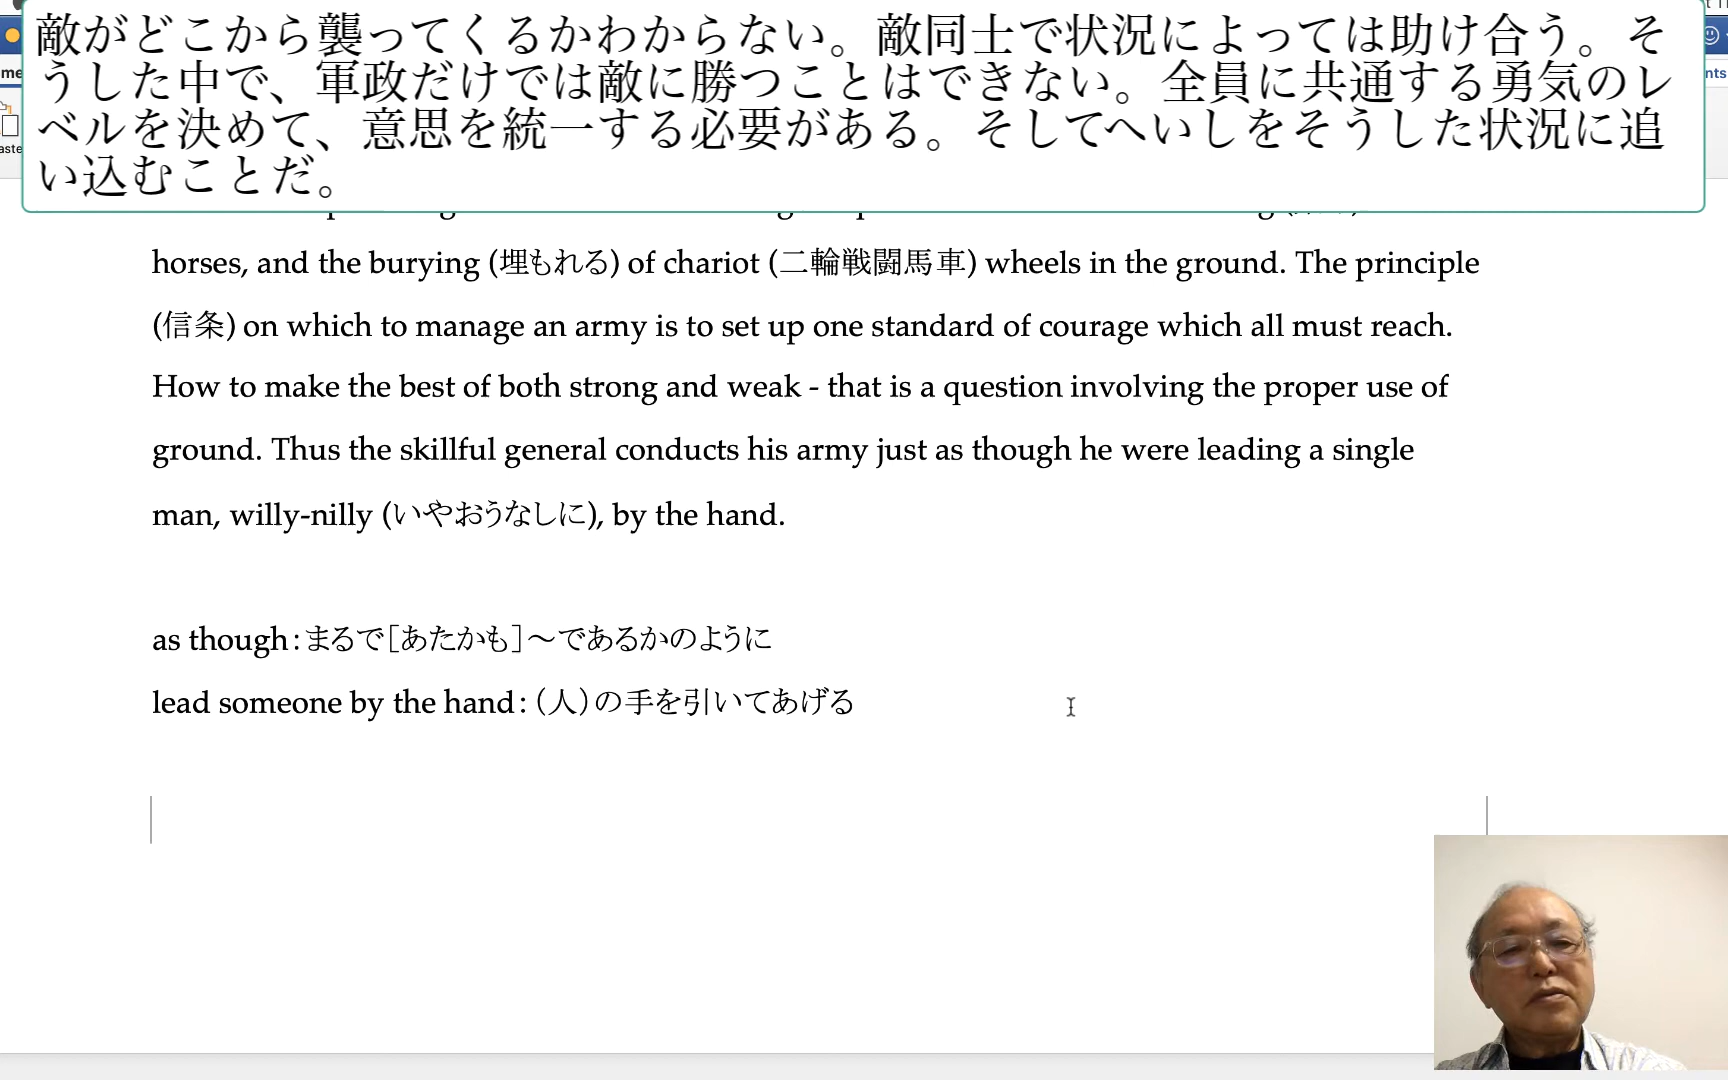 敵がどこから襲ってくるかわからない。敵同士で状況によっては助け合う。そ
うした中で、軍政だけでは敵に勝つことはできない。全員に共通する勇気のレ
ベルを決めて、意思を統一する必要がある。そしてへいしをそうした状況に追
い込むことだ。
horses, and the burying (埋もれる) of chariot (二輪戦闘馬車) wheels in the ground. The principle
(信条) on which to manage an army is to set up one standard of courage which all must reach.
How to make the best of both strong and weak - that is a question involving the proper use of
ground. Thus the skillful general conducts his army just as though he were leading a single
man, willy-nilly (いやおうなしに), by the hand.
as though:まるで[あたかも]〜であるかのように
lead someone by the hand:(人)の手を引いてあげる